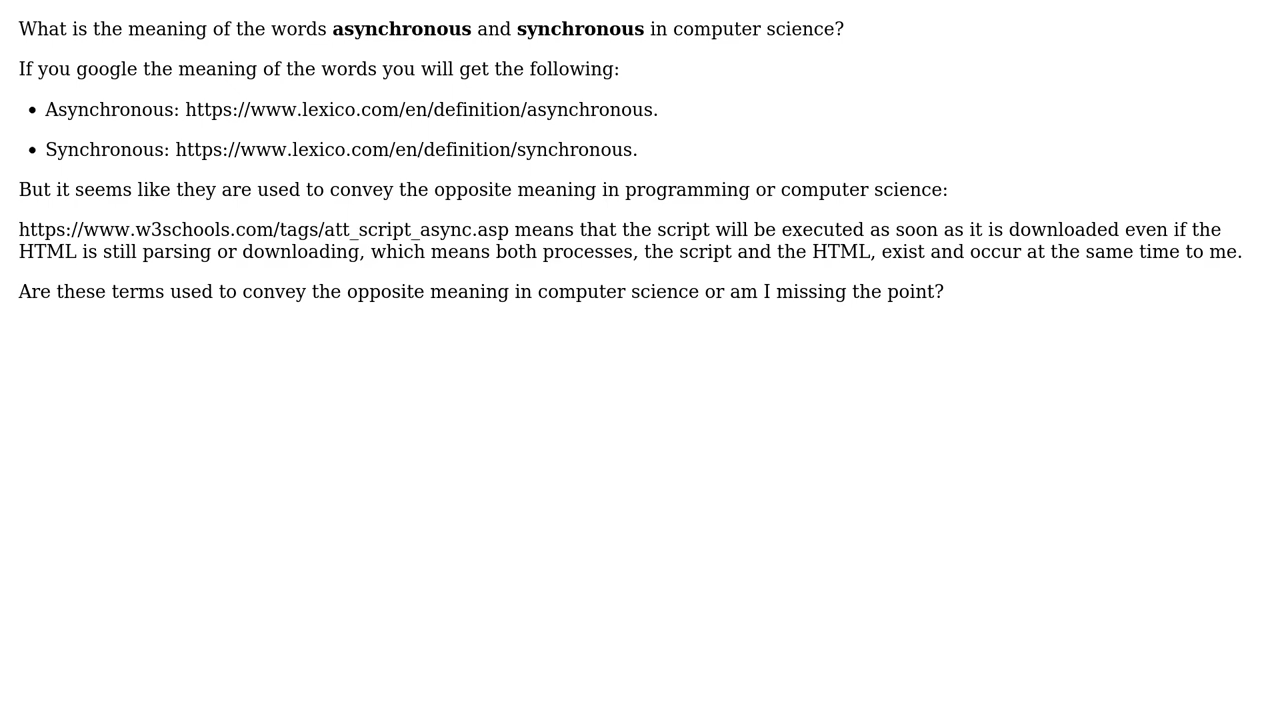 What is the meaning of the words asynchronous and synchronous in computer science?
If you google the meaning of the words you will get the following:
• Asynchronous: https://www.lexico.com/en/definition/asynchronous.
• Synchronous: https://www.lexico.com/en/definition/synchronous.
But it seems like they are used to convey the opposite meaning in programming or computer science:
https://www.w3schools.com/tags/att_script_async.asp means that the script will be executed as soon as it is downloaded even if the
HTML is still parsing or downloading, which means both processes, the script and the HTML, exist and occur at the same time to me.
Are these terms used to convey the opposite meaning in computer science or am I missing the point?